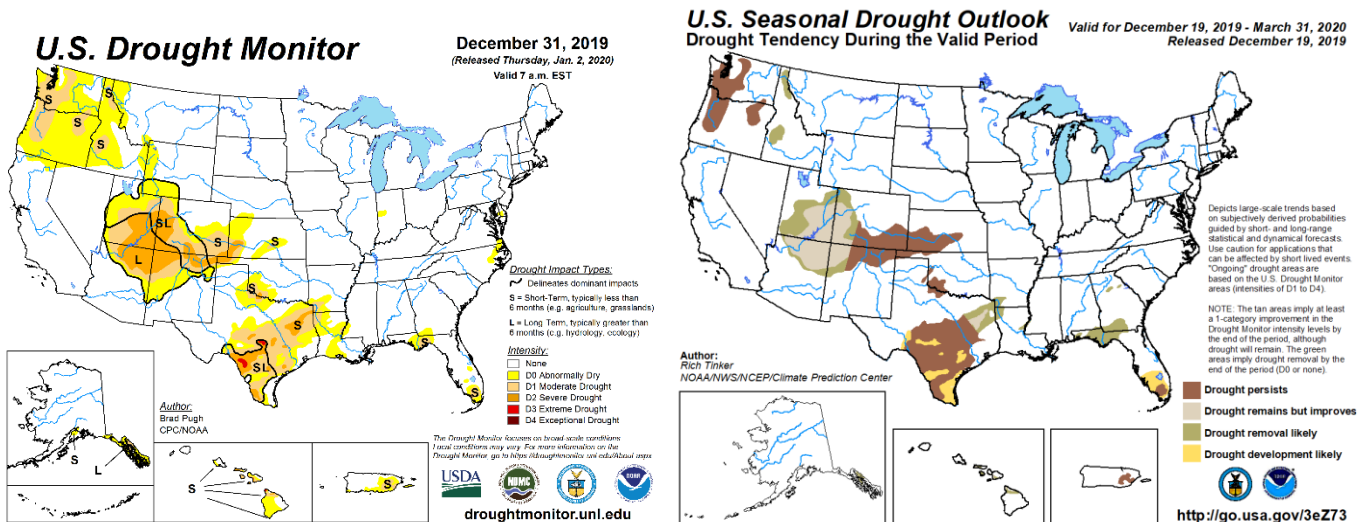 U.S. Drought Monitor
December 31, 2019
(Released Thursday, Jan. 2, 2020)
Valid 7 a.m. EST
S
S
S
S
SL
S
S
L
S
S
SL
S
S
Drought Impact Types:
Delineates dominant impacts
S = Short-Term, typically less than
6 months (e.g. agriculture, grasslands)
L = Long Term, typically greater than
6 months (e.g. hydrology, ecology)
Intensity:
None
D0 Abnormally Dry
D1 Moderate Drought
D2 Severe Drought
D3 Extreme Drought
D4 Exceptional Drought
Author:
Brad Pugh
CPC/NOAA
S
L
S
S
The Drought Monitor focuses on broad-scale conditions
Local conditions may vary. For more information on the
Drought Monitor, go to https://droughtmonitor.unl.edu/About.aspx
USDA
NDMC
NOAA
droughtmonitor.unl.edu
U.S. Seasonal Drought Outlook
Drought Tendency During the Valid Period
Valid for December 19, 2019 - March 31, 2020
Released December 19, 2019
Depicts large-scale trends based
on subjectively derived probabilities
guided by short- and long-range
statistical and dynamical forecasts.
Use caution for applications that
can be affected by short lived events.
"Ongoing" drought areas are
based on the U.S. Drought Monitor
areas (intensities of D1 to D4).
NOTE: The tan areas imply at least
a 1-category improvement in the
Drought Monitor intensity levels by
the end of the period, although
drought will remain. The green
areas imply drought removal by the
end of the period (D0 or none).
Author:
Rich Tinker
NOAA/NWS/NCEP/Climate Prediction Center
Drought persists
Drought remains but improves
Drought removal likely
Drought development likely
http://go.usa.gov/3eZ73